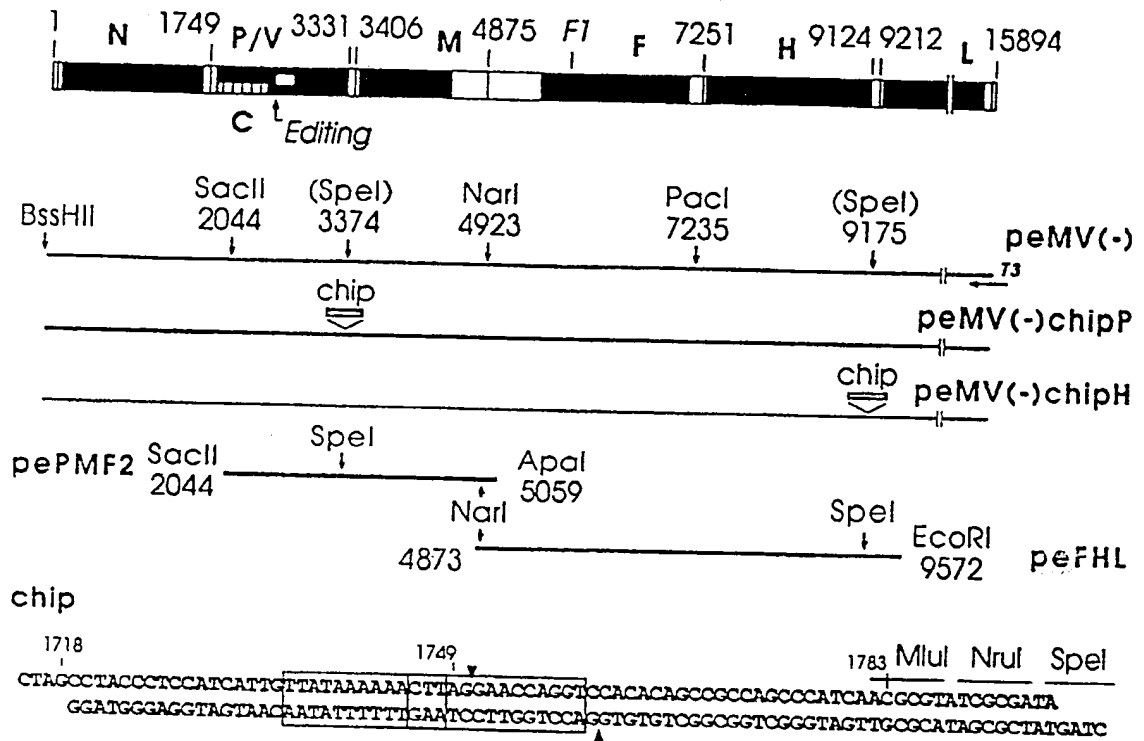 1 N 1749 P/V 3331 3406 M 4875 F1 F 7251 H 9124 9212 L 15894
C Editing
BssHII SacII (SpeI) NarI PacI (SpeI) peMV(-)
2044 3374 4923 7235 9175
T3
chip
peMV(-)chipP
chip
peMV(-)chipH
pePMF2 SacII SpeI ApaI
2044 5059
NarI SpeI EcoRI
4873 9572 peFHL
chip
1718 1749 1783 MluI NruI SpeI
CTAGCCTACCCTCCATCATTGTTATAAAAAACTTAGGAACCAGGTCCACACAGCCGCCAGCCCATCAACGCGTATCGCGATA
GGATGGGAGGTAGTAACAATATTTTTTGAATCCTTGGTCCAGGTGTGTCGGCGGTCGGGTAGTTGCGCATAGCGCTATGATC